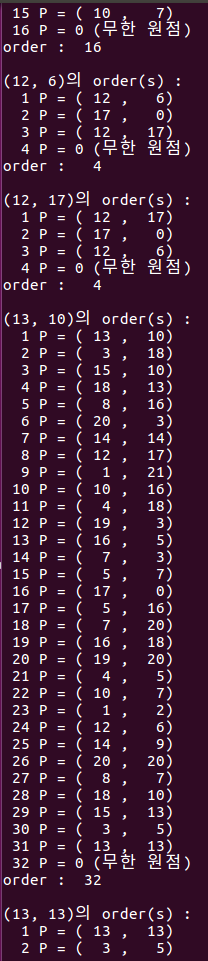 15 P = ( 10 ,   7)
16 P = 0 (무한 원점)
order :  16

(12, 6)의 order(s) :
  1 P = ( 12 ,   6)
  2 P = ( 17 ,   0)
  3 P = ( 12 ,  17)
  4 P = 0 (무한 원점)
order :   4

(12, 17)의 order(s) :
  1 P = ( 12 ,  17)
  2 P = ( 17 ,   0)
  3 P = ( 12 ,   6)
  4 P = 0 (무한 원점)
order :   4

(13, 10)의 order(s) :
  1 P = ( 13 ,  10)
  2 P = (  3 ,  18)
  3 P = ( 15 ,  10)
  4 P = ( 18 ,  13)
  5 P = (  8 ,  16)
  6 P = ( 20 ,   3)
  7 P = ( 14 ,  14)
  8 P = ( 12 ,  17)
  9 P = (  1 ,  21)
 10 P = ( 10 ,  16)
 11 P = (  4 ,  18)
 12 P = ( 19 ,   3)
 13 P = ( 16 ,   5)
 14 P = (  7 ,   3)
 15 P = (  5 ,   7)
 16 P = ( 17 ,   0)
 17 P = (  5 ,  16)
 18 P = (  7 ,  20)
 19 P = ( 16 ,  18)
 20 P = ( 19 ,  20)
 21 P = (  4 ,   5)
 22 P = ( 10 ,   7)
 23 P = (  1 ,   2)
 24 P = ( 12 ,   6)
 25 P = ( 14 ,   9)
 26 P = ( 20 ,  20)
 27 P = (  8 ,   7)
 28 P = ( 18 ,  10)
 29 P = ( 15 ,  13)
 30 P = (  3 ,   5)
 31 P = ( 13 ,  13)
 32 P = 0 (무한 원점)
order :  32

(13, 13)의 order(s) :
  1 P = ( 13 ,  13)
  2 P = (  3 ,   5)